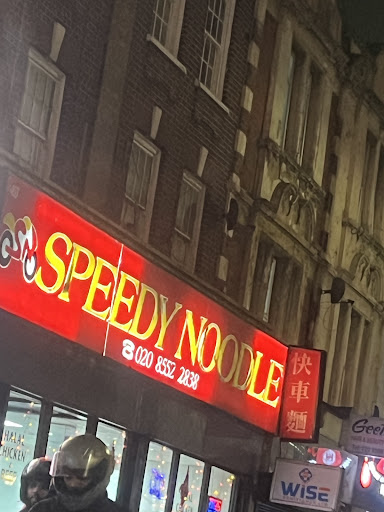 SPEEDY NOODLE
020 8552 2838
快車麵
HALAL
CHICKEN
WiSE